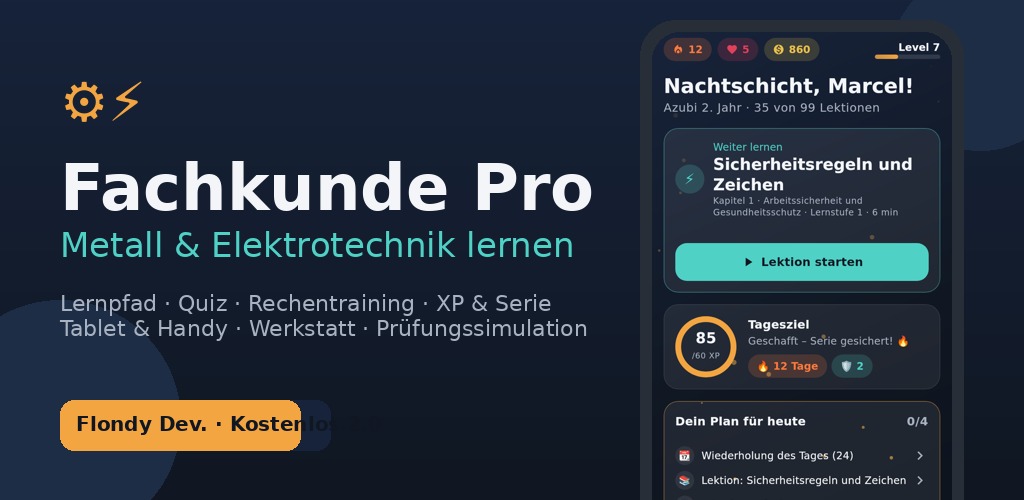 Fachkunde Pro
Metall & Elektrotechnik lernen
Lernpfad · Quiz · Rechentraining · XP & Serie
Tablet & Handy · Werkstatt · Prüfungssimulation
Flondy Dev. · Kostenlos
12 5 860
Level 7
Nachtschicht, Marcel!
Azubi 2. Jahr · 35 von 99 Lektionen
Weiter lernen
Sicherheitsregeln und
Zeichen
Kapitel 1 · Arbeitssicherheit und
Gesundheitsschutz · Lernstufe 1 · 6 min
Lektion starten
85
/60 XP
Tagesziel
Geschafft – Serie gesichert! 🔥
🔥 12 Tage 🛡️ 2
Dein Plan für heute 0/4
Wiederholung des Tages (24)
Lektion: Sicherheitsregeln und Zeichen